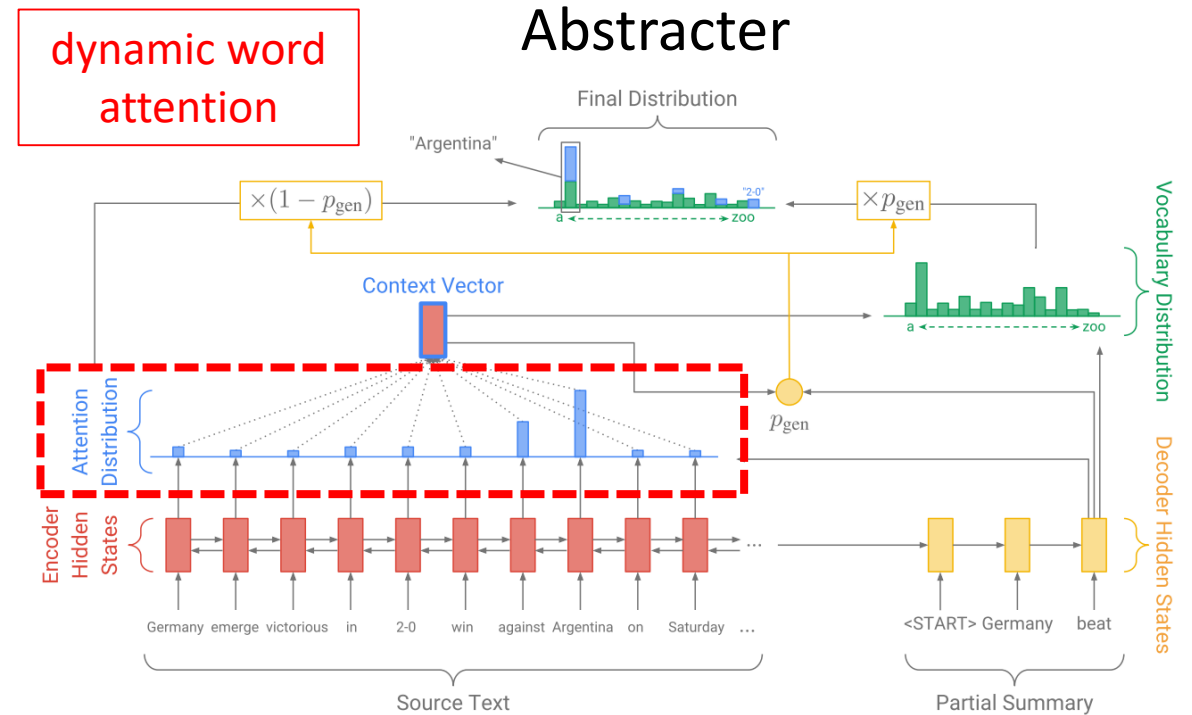 dynamic word
attention
Abstracter
Final Distribution
"Argentina"
×(1 − pgen)
"2-0"
a
zoo
×pgen
Context Vector
a
zoo
Vocabulary Distribution
Attention
Distribution
pgen
Encoder
Hidden
States
...
Decoder Hidden States
Germany emerge victorious in 2-0 win against Argentina on Saturday ...
<START> Germany beat
Source Text
Partial Summary